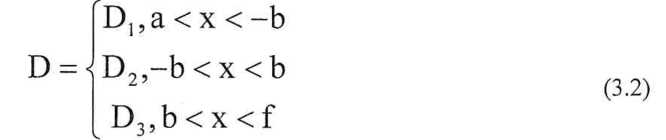 D₁, a < x < -b
D = { D₂, -b < x < b
D₃, b < x < f
(3.2)